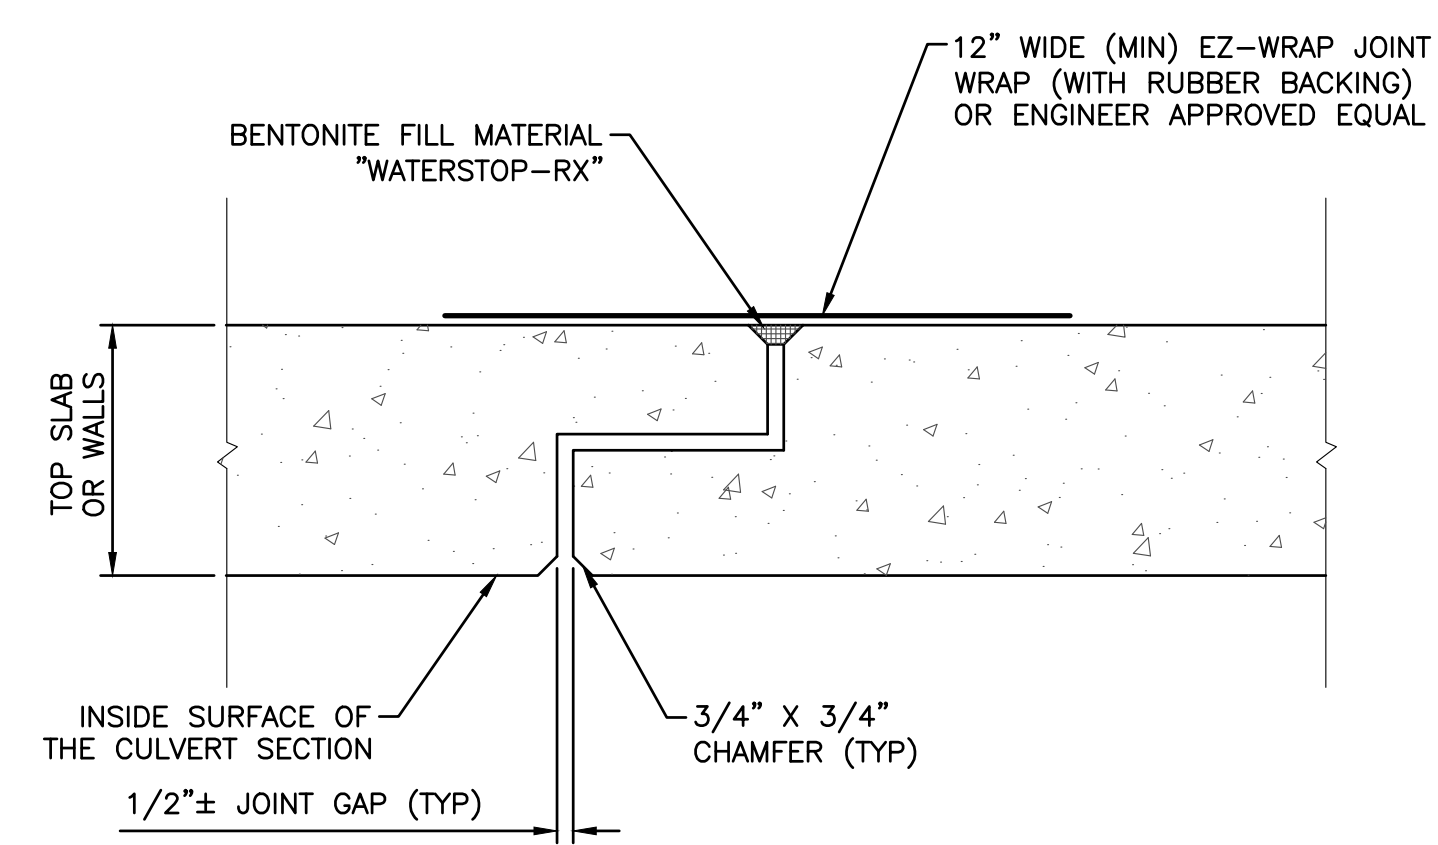 12” WIDE (MIN) EZ-WRAP JOINT
WRAP (WITH RUBBER BACKING)
OR ENGINEER APPROVED EQUAL
BENTONITE FILL MATERIAL
”WATERSTOP-RX”
TOP SLAB
OR WALLS
INSIDE SURFACE OF
THE CULVERT SECTION
3/4” X 3/4”
CHAMFER (TYP)
1/2”± JOINT GAP (TYP)